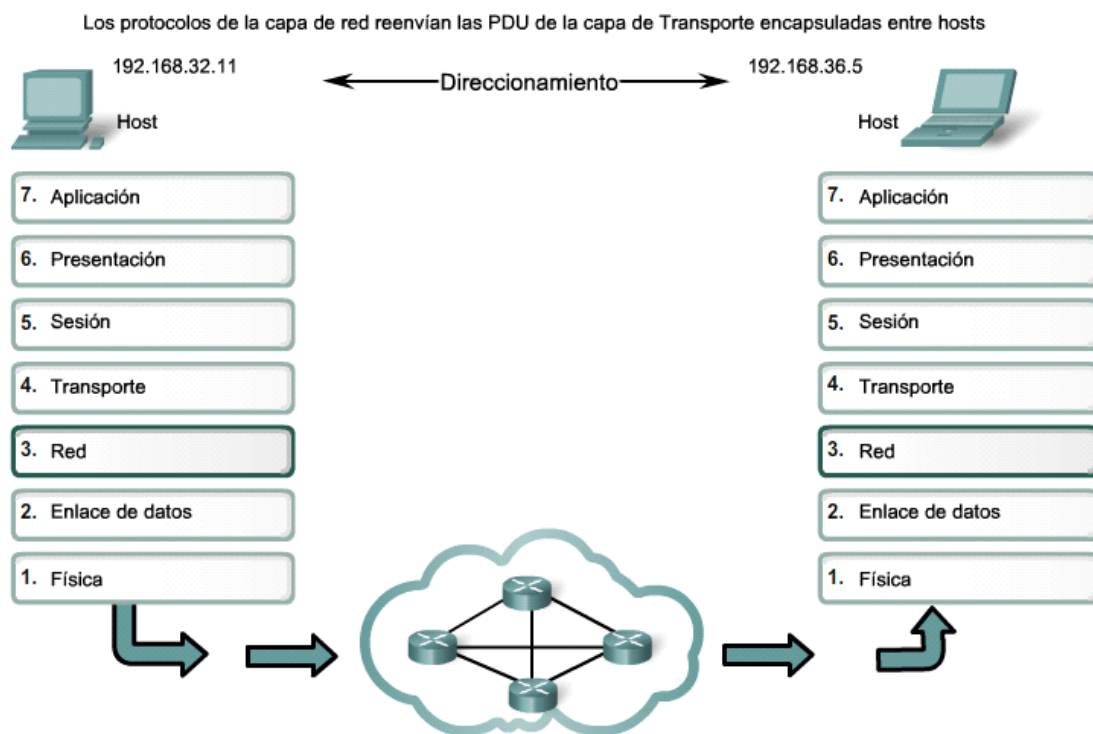 Los protocolos de la capa de red reenvían las PDU de la capa de Transporte encapsuladas entre hosts
192.168.32.11
Direccionamiento
192.168.36.5
Host
Host
7. Aplicación
6. Presentación
5. Sesión
4. Transporte
3. Red
2. Enlace de datos
1. Física
7. Aplicación
6. Presentación
5. Sesión
4. Transporte
3. Red
2. Enlace de datos
1. Física